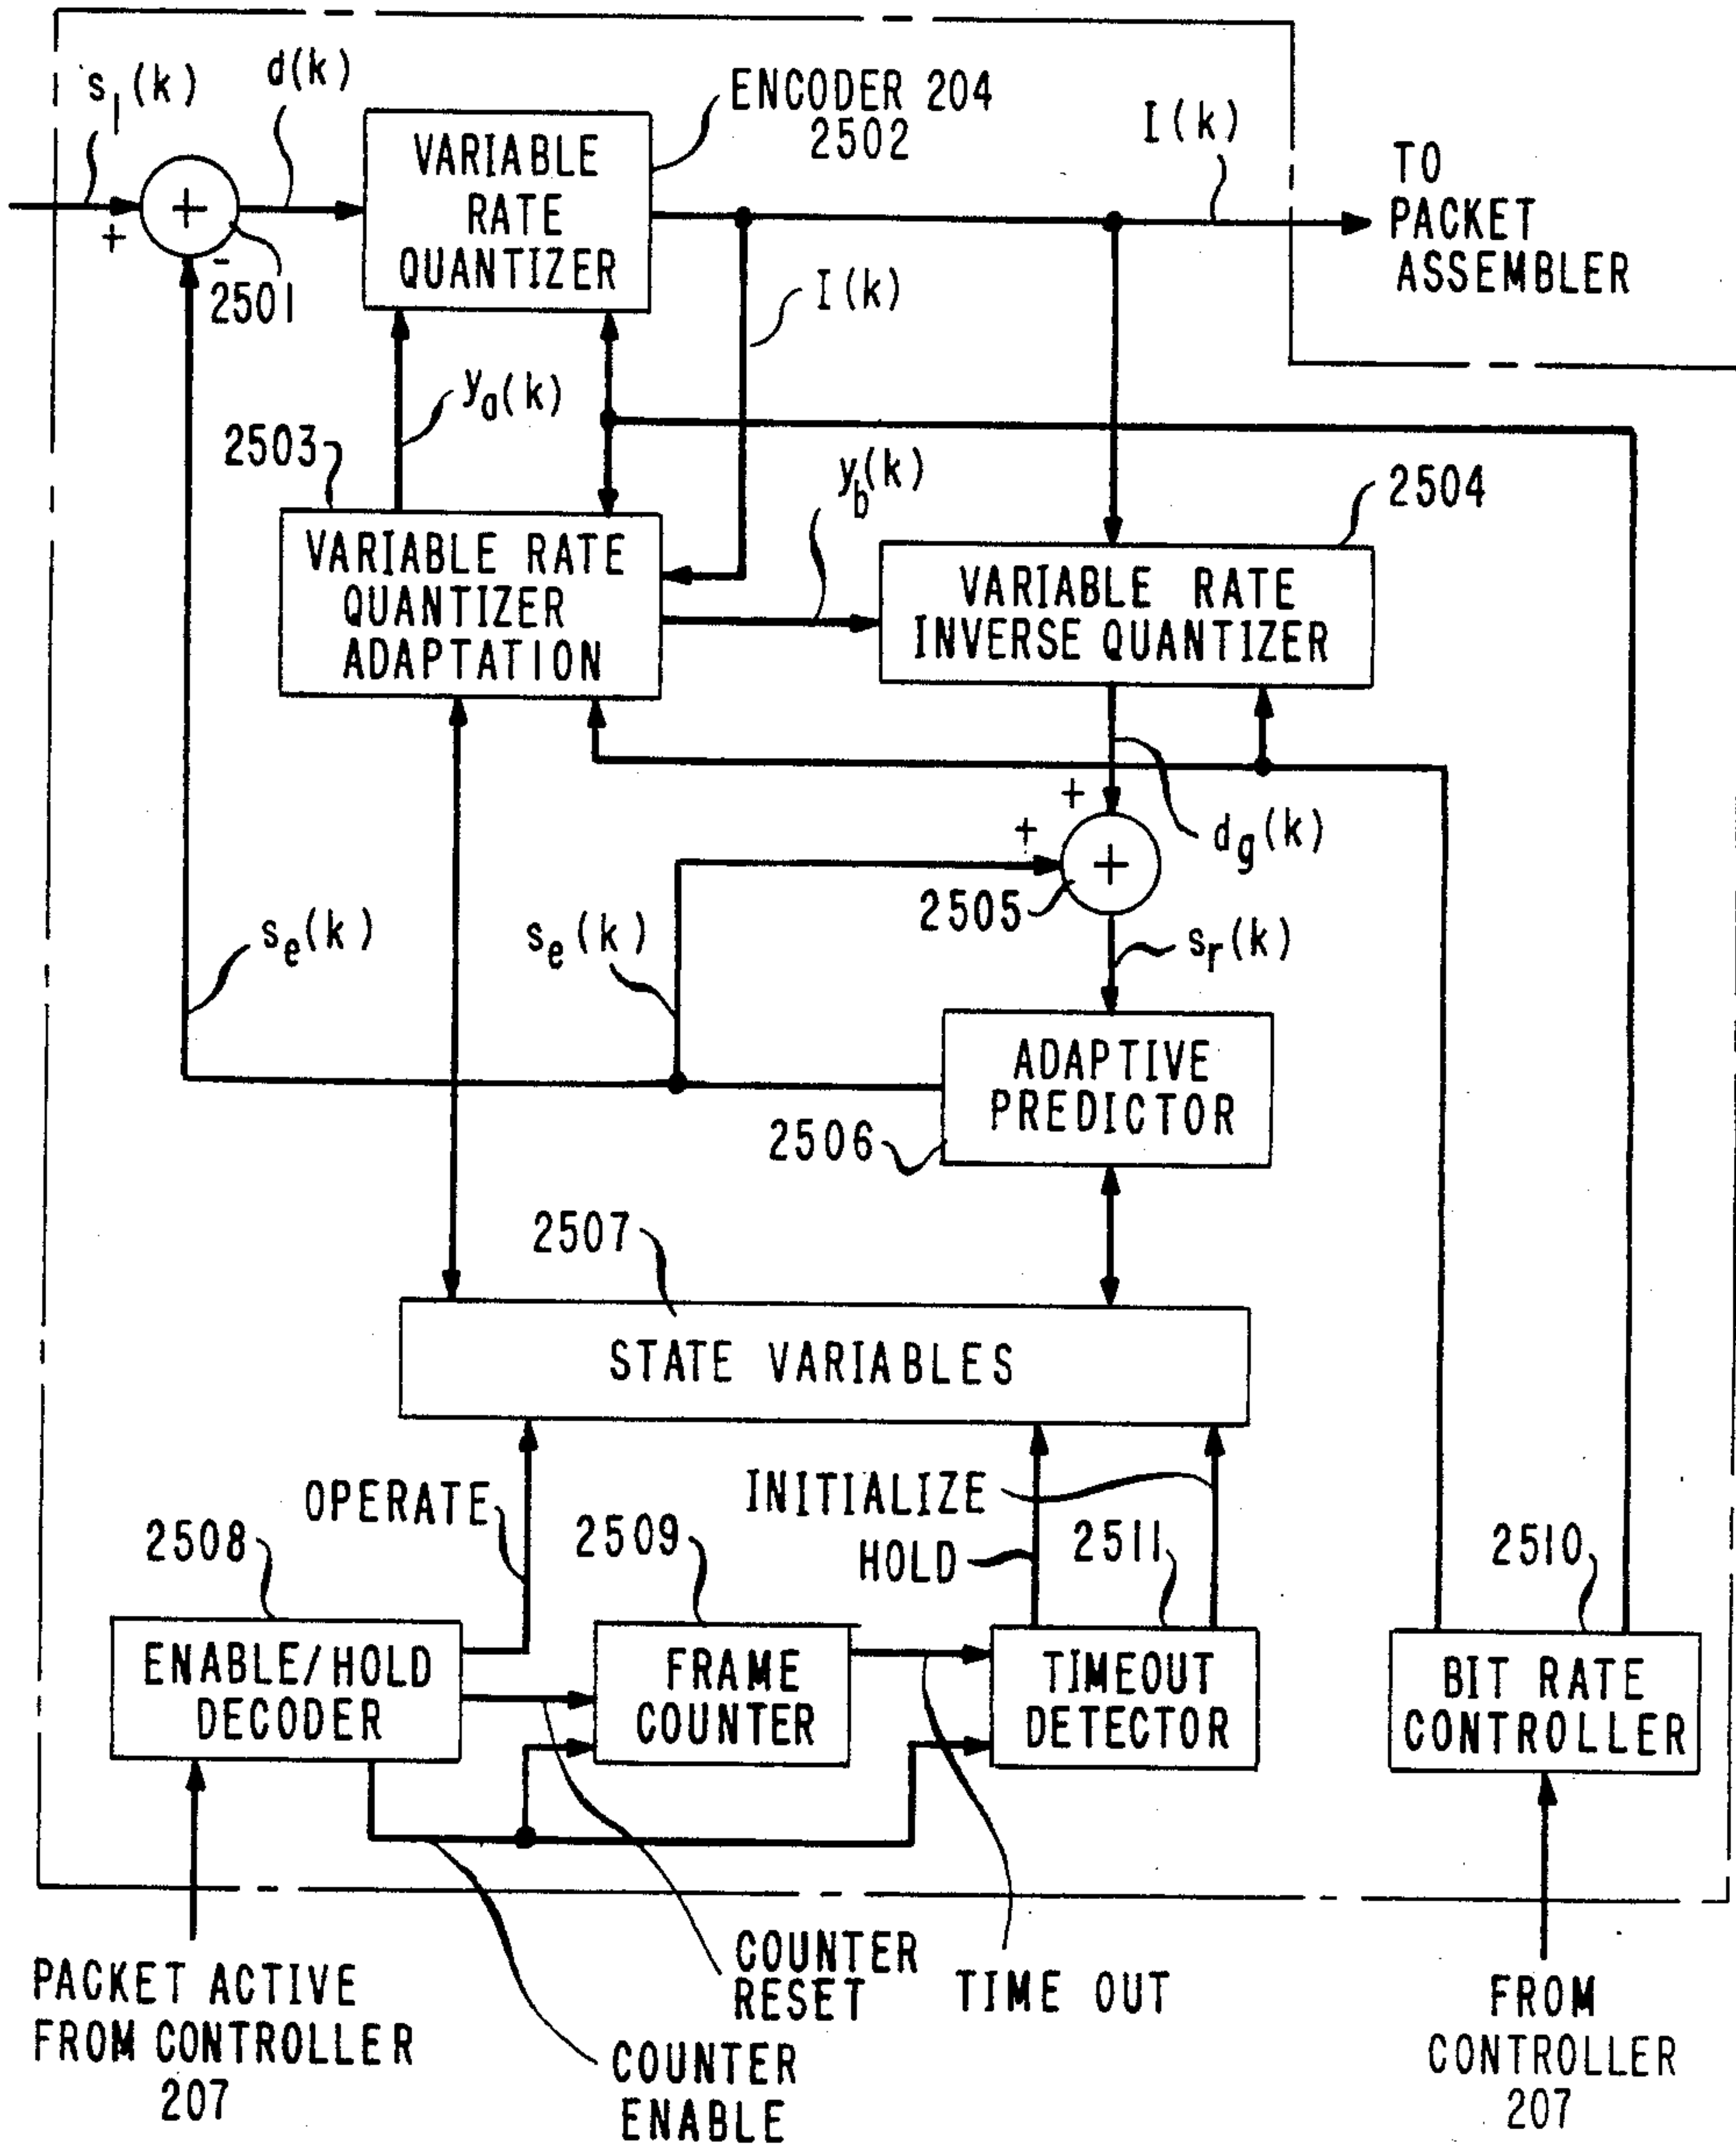 s_l(k)
d(k)
ENCODER 204
2502
I(k)
VARIABLE
RATE
QUANTIZER
TO
PACKET
ASSEMBLER
+
+
-
2501
I(k)
y_a(k)
2503
y_b(k)
2504
VARIABLE RATE
QUANTIZER
ADAPTATION
VARIABLE RATE
INVERSE QUANTIZER
+
+
+
d_g(k)
2505
s_e(k)
s_e(k)
s_r(k)
ADAPTIVE
PREDICTOR
2506
2507
STATE VARIABLES
OPERATE
INITIALIZE
HOLD
2508
2509
2511
2510
ENABLE/HOLD
DECODER
FRAME
COUNTER
TIMEOUT
DETECTOR
BIT RATE
CONTROLLER
PACKET ACTIVE
FROM CONTROLLER
207
COUNTER
RESET
TIME OUT
COUNTER
ENABLE
FROM
CONTROLLER
207